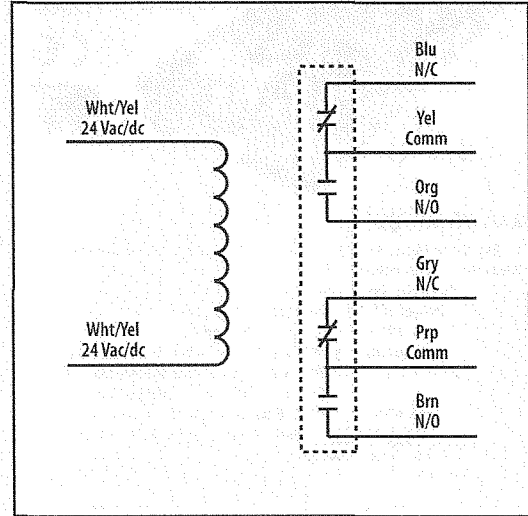 Wht/Yel
24 Vac/dc
Wht/Yel
24 Vac/dc
Blu
N/C
Yel
Comm
Org
N/O
Gry
N/C
Prp
Comm
Brn
N/O